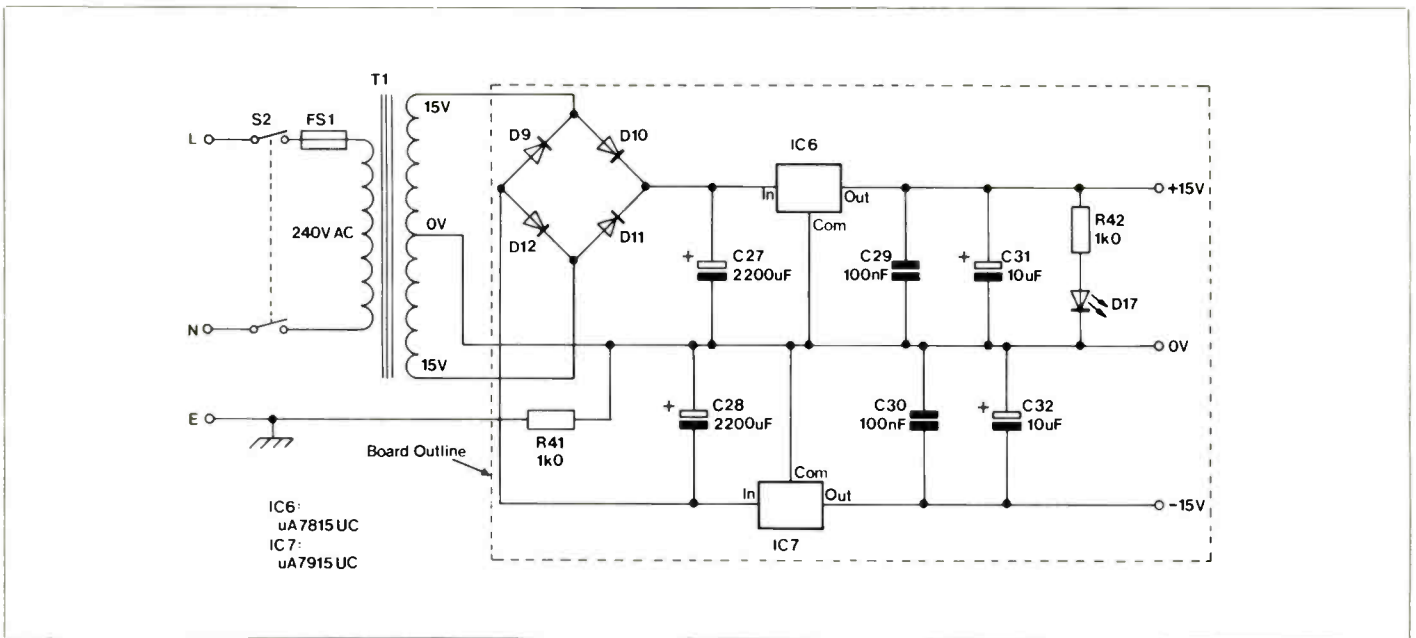 T1
15V
S2
FS1
L
D9
D10
IC6
+15V
In
Out
R42
1k0
0V
Com
240V AC
D12
D11
+
C27
2200uF
C29
100nF
+
C31
10uF
D17
N
0V
15V
+
C28
2200uF
C30
100nF
+
C32
10uF
E
R41
1k0
Board Outline
Com
In
Out
-15V
IC7
IC6:
uA7815UC
IC7:
uA7915UC